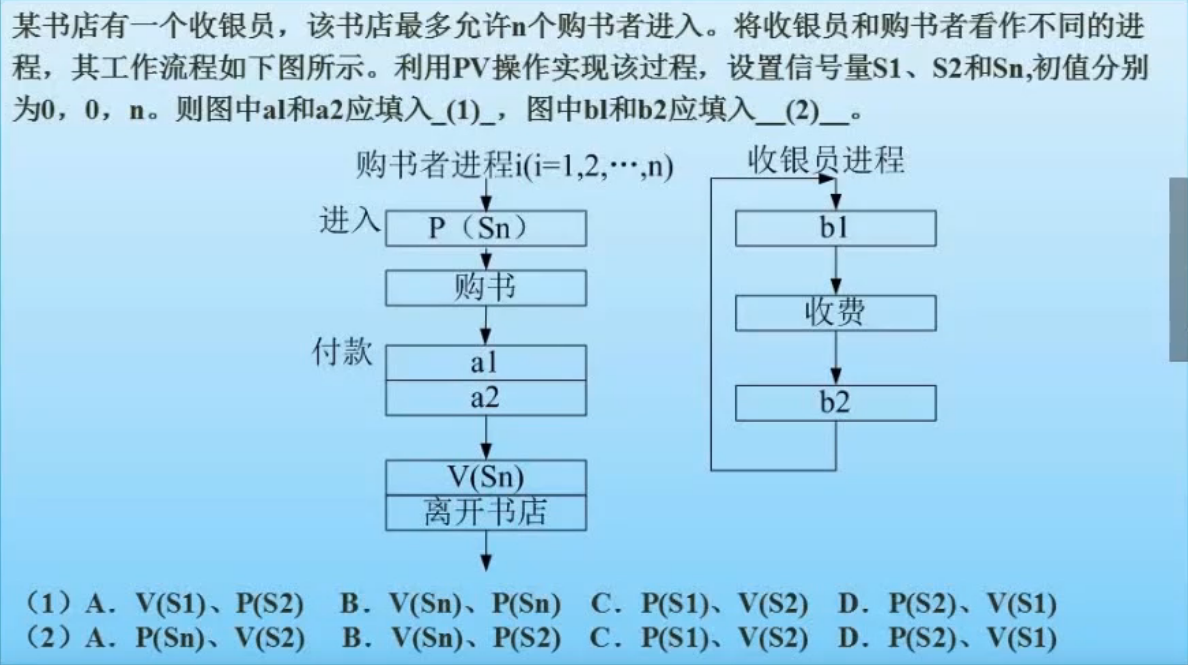 某书店有一个收银员，该书店最多允许n个购书者进入。将收银员和购书者看作不同的进
程，其工作流程如下图所示。利用PV操作实现该过程，设置信号量S1、S2和Sn,初值分别
为0，0，n。则图中al和a2应填入_(1)_，图中bl和b2应填入__(2)__。
购书者进程i(i=1,2,…,n)
收银员进程
进入
P（Sn）
b1
购书
收费
付款
a1
a2
b2
V(Sn)
离开书店
（1）A．V(S1)、P(S2) B．V(Sn)、P(Sn) C．P(S1)、V(S2) D．P(S2)、V(S1)
（2）A．P(Sn)、V(S2) B．V(Sn)、P(S2) C．P(S1)、V(S2) D．P(S2)、V(S1)